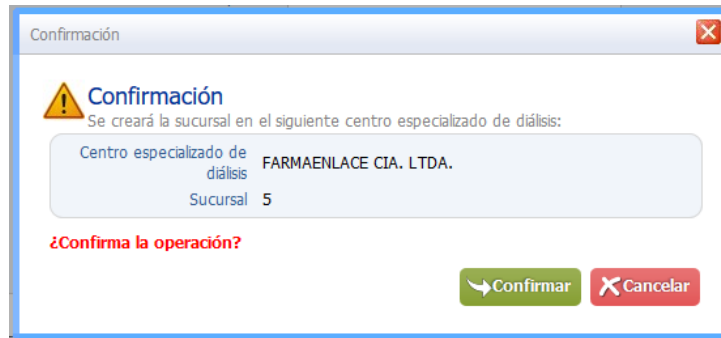 Confirmación
Confirmación
Se creará la sucursal en el siguiente centro especializado de diálisis:
Centro especializado de
diálisis
FARMAENLACE CIA. LTDA.
Sucursal 5
¿Confirma la operación?
Confirmar Cancelar